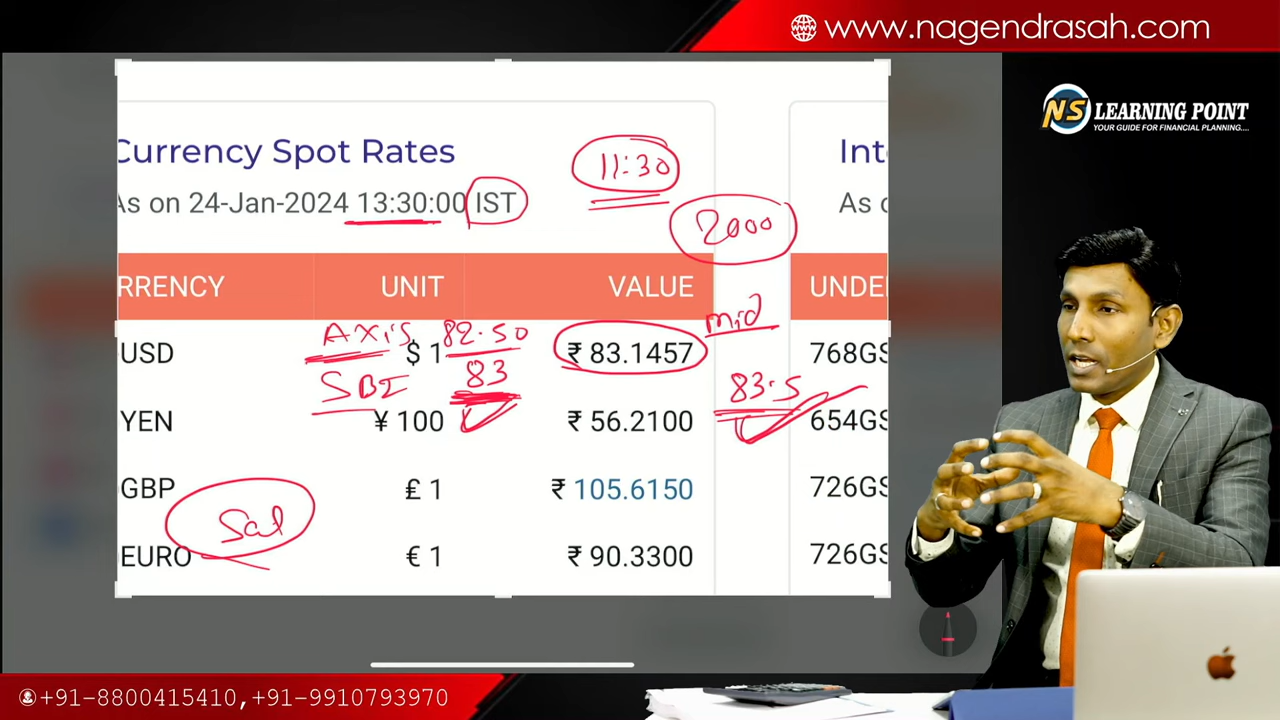 www.nagendrasah.com
NS LEARNING POINT
YOUR GUIDE FOR FINANCIAL PLANNING....
Currency Spot Rates
11:30
Int
As on 24-Jan-2024 13:30:00 IST
As o
2000
RRENCY UNIT VALUE UNDE
mid
Axis 82.50
USD $ 1 ₹ 83.1457 768GS
SBI 83
83.5
YEN ¥ 100 ₹ 56.2100 654GS
GBP £ 1 ₹ 105.6150 726GS
Sal
EURO € 1 ₹ 90.3300 726GS
+91-8800415410,+91-9910793970